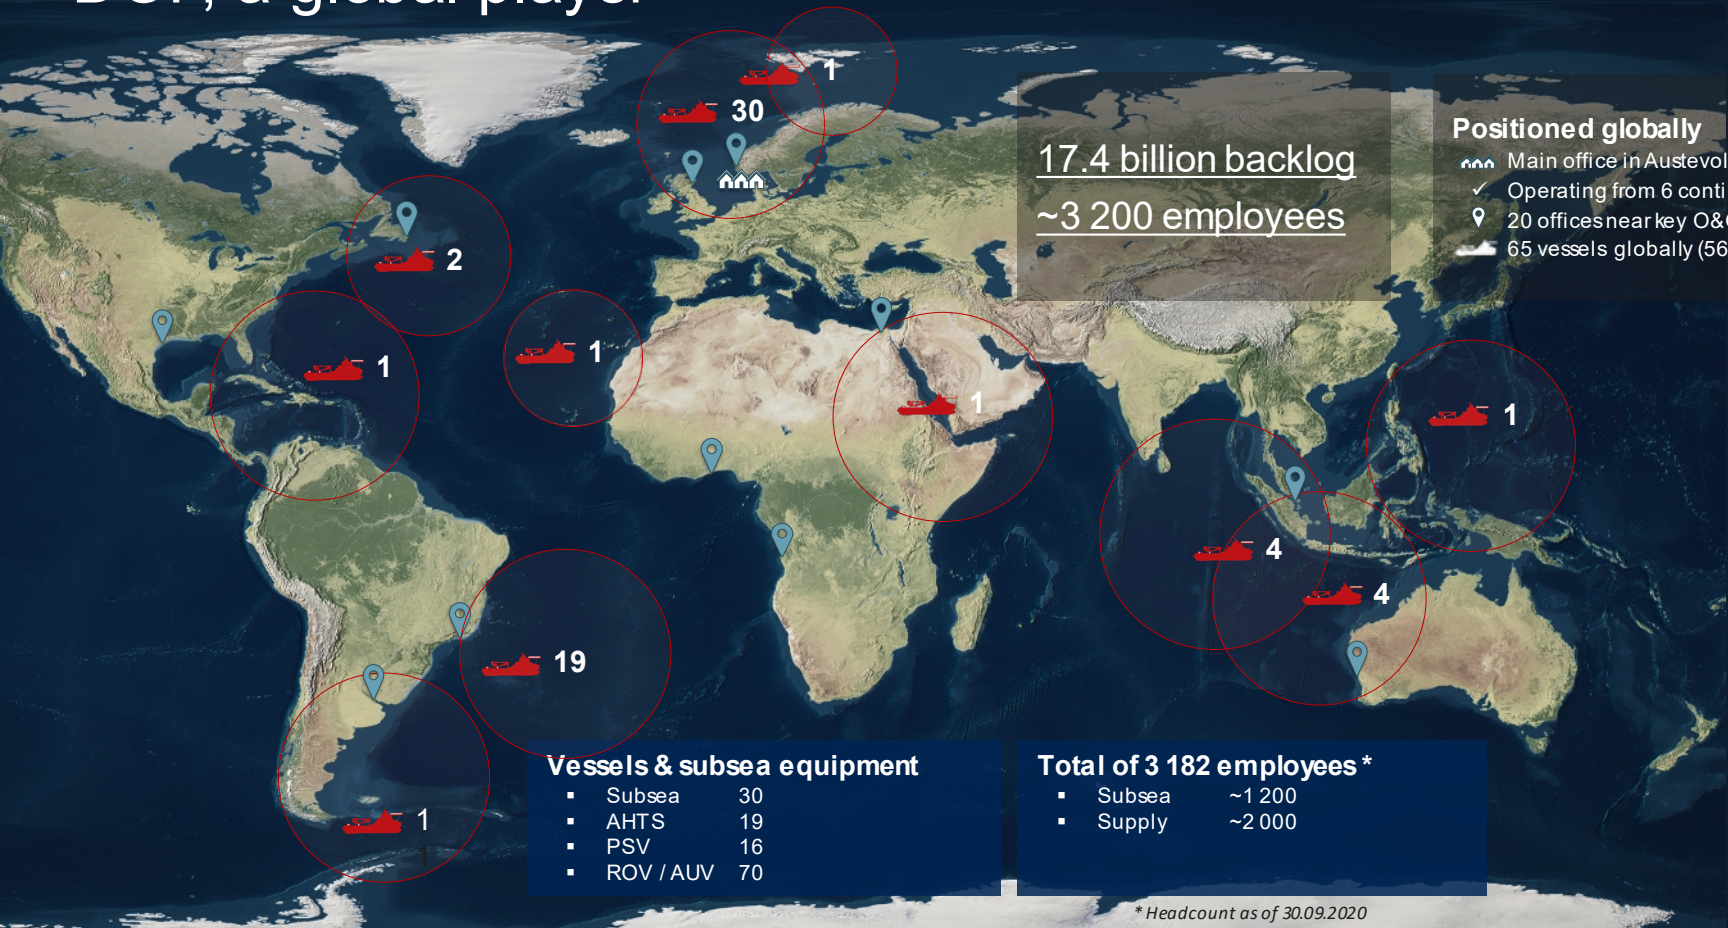 a global player
1
30
17.4 billion backlog
~3 200 employees
Positioned globally
Main office in
Operating from 6
20 offices near key
65 vessels globally
2
1
1
1
1
4
4
19
1
Vessels & subsea equipment
Subsea 30
AHTS 19
PSV 16
ROV / AUV 70
Total of 3 182 employees *
Subsea ~1 200
Supply ~2 000
* Headcount as of 30.09.2020